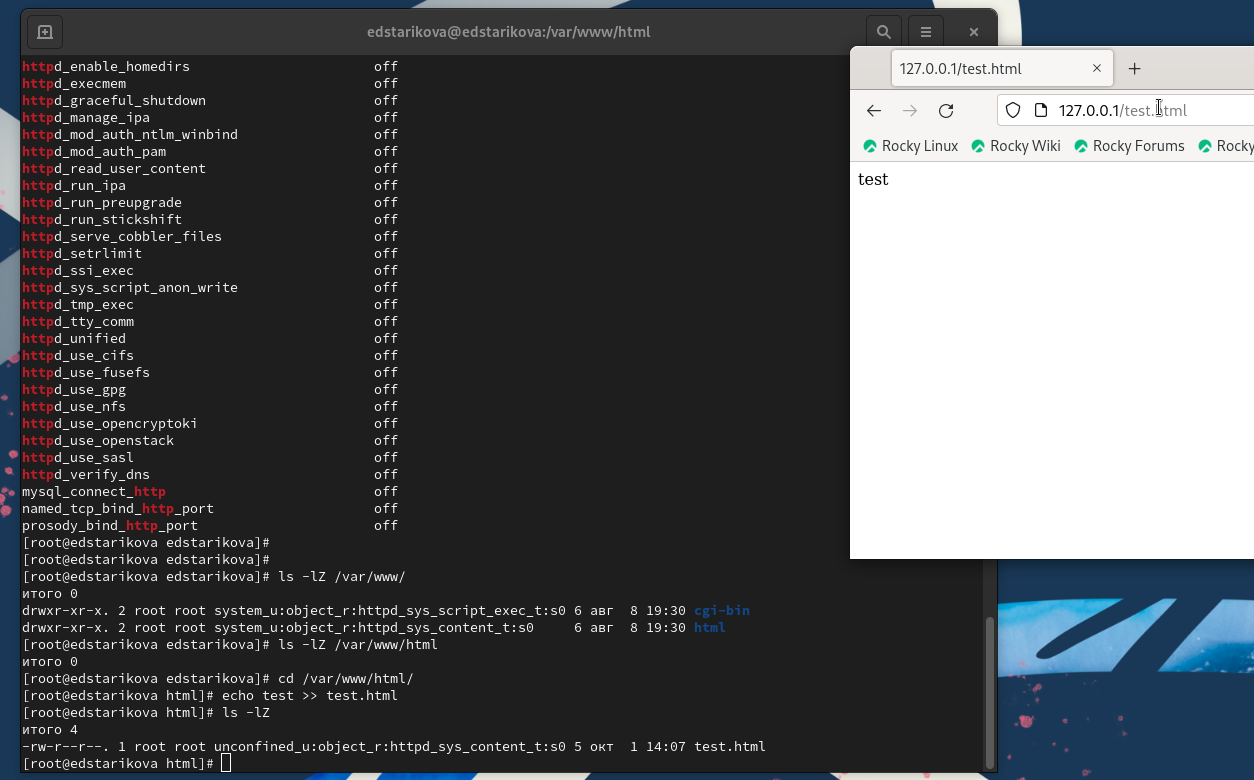 edstarikova@edstarikova:/var/www/html
httpd_enable_homedirs off
httpd_execmem off
httpd_graceful_shutdown off
httpd_manage_ipa off
httpd_mod_auth_ntlm_winbind off
httpd_mod_auth_pam off
httpd_read_user_content off
httpd_run_ipa off
httpd_run_preupgrade off
httpd_run_stickshift off
httpd_serve_cobbler_files off
httpd_setrlimit off
httpd_ssi_exec off
httpd_sys_script_anon_write off
httpd_tmp_exec off
httpd_tty_comm off
httpd_unified off
httpd_use_cifs off
httpd_use_fusefs off
httpd_use_gpg off
httpd_use_nfs off
httpd_use_opencryptoki off
httpd_use_openstack off
httpd_use_sasl off
httpd_verify_dns off
mysql_connect_http off
named_tcp_bind_http_port off
prosody_bind_http_port off
[root@edstarikova edstarikova]#
[root@edstarikova edstarikova]#
[root@edstarikova edstarikova]# ls -lZ /var/www/
итого 0
drwxr-xr-x. 2 root root system_u:object_r:httpd_sys_script_exec_t:s0 6 авг  8 19:30 cgi-bin
drwxr-xr-x. 2 root root system_u:object_r:httpd_sys_content_t:s0     6 авг  8 19:30 html
[root@edstarikova edstarikova]# ls -lZ /var/www/html
итого 0
[root@edstarikova edstarikova]# cd /var/www/html/
[root@edstarikova html]# echo test >> test.html
[root@edstarikova html]# ls -lZ
итого 4
-rw-r--r--. 1 root root unconfined_u:object_r:httpd_sys_content_t:s0 5 окт  1 14:07 test.html
[root@edstarikova html]#
127.0.0.1/test.html
127.0.0.1/test.html
Rocky Linux Rocky Wiki Rocky Forums Rocky
test